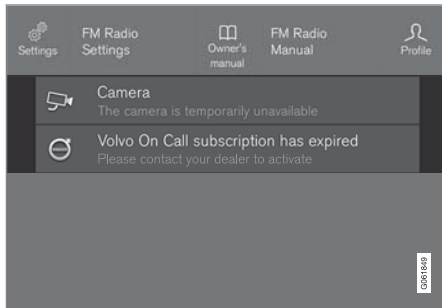 Settings
FM Radio
Settings
Owner's
manual
FM Radio
Manual
Profile
Camera
The camera is temporarily unavailable
Volvo On Call subscription has expired
Please contact your dealer to activate
G061849